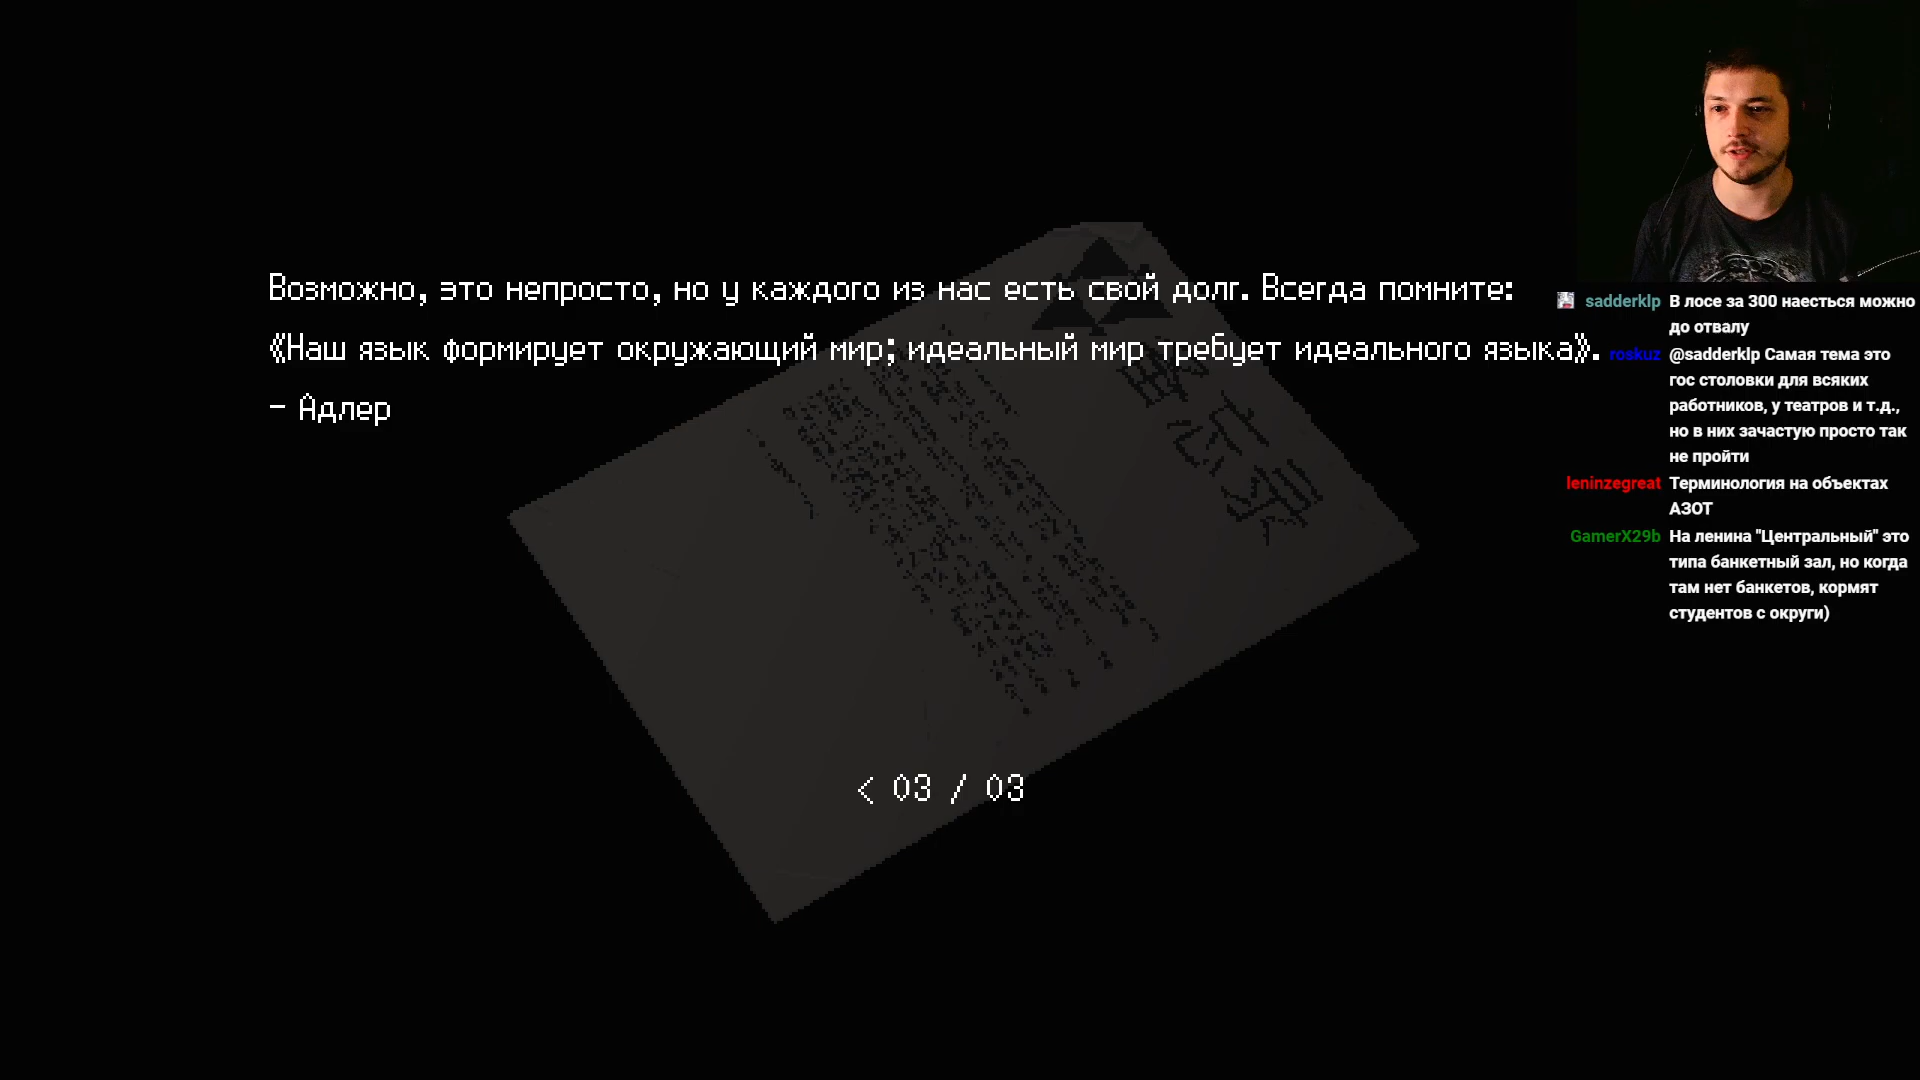 Возможно, это непросто, но у каждого из нас есть свой долг. Всегда помните:
《Наш язык формирует окружающий мир; идеальный мир требует идеального языка》.
- Адлер
< 03 / 03
sadderklp В лосе за 300 наесться можно
до отвалу
roskuz @sadderklp Самая тема это
гос столовки для всяких
работников, у театров и т.д.,
но в них зачастую просто так
не пройти
leninzegreat Терминология на объектах
АЗОТ
GamerX29b На ленина "Центральный" это
типа банкетный зал, но когда
там нет банкетов, кормят
студентов с округи)